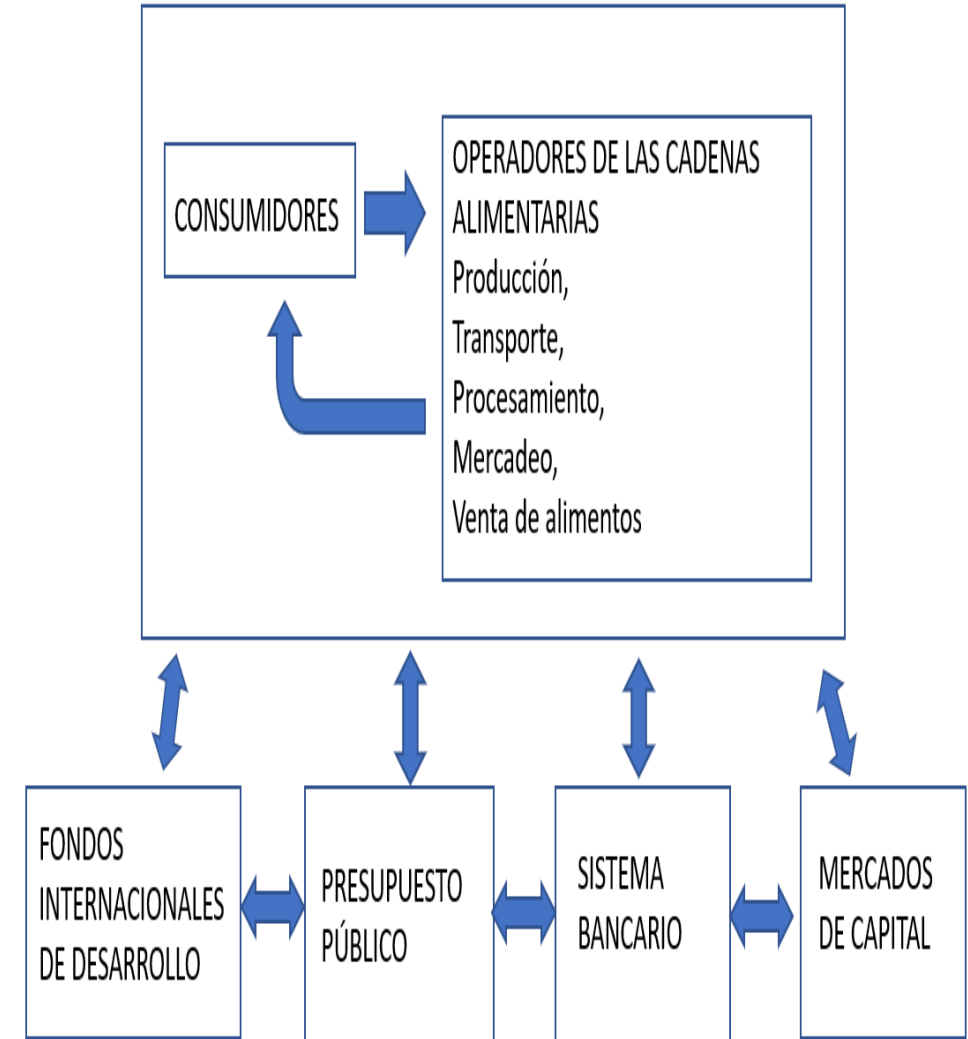 CONSUMIDORES
OPERADORES DE LAS CADENAS
ALIMENTARIAS
Producción,
Transporte,
Procesamiento,
Mercadeo,
Venta de alimentos
FONDOS
INTERNACIONALES
DE DESARROLLO
PRESUPUESTO
PÚBLICO
SISTEMA
BANCARIO
MERCADOS
DE CAPITAL